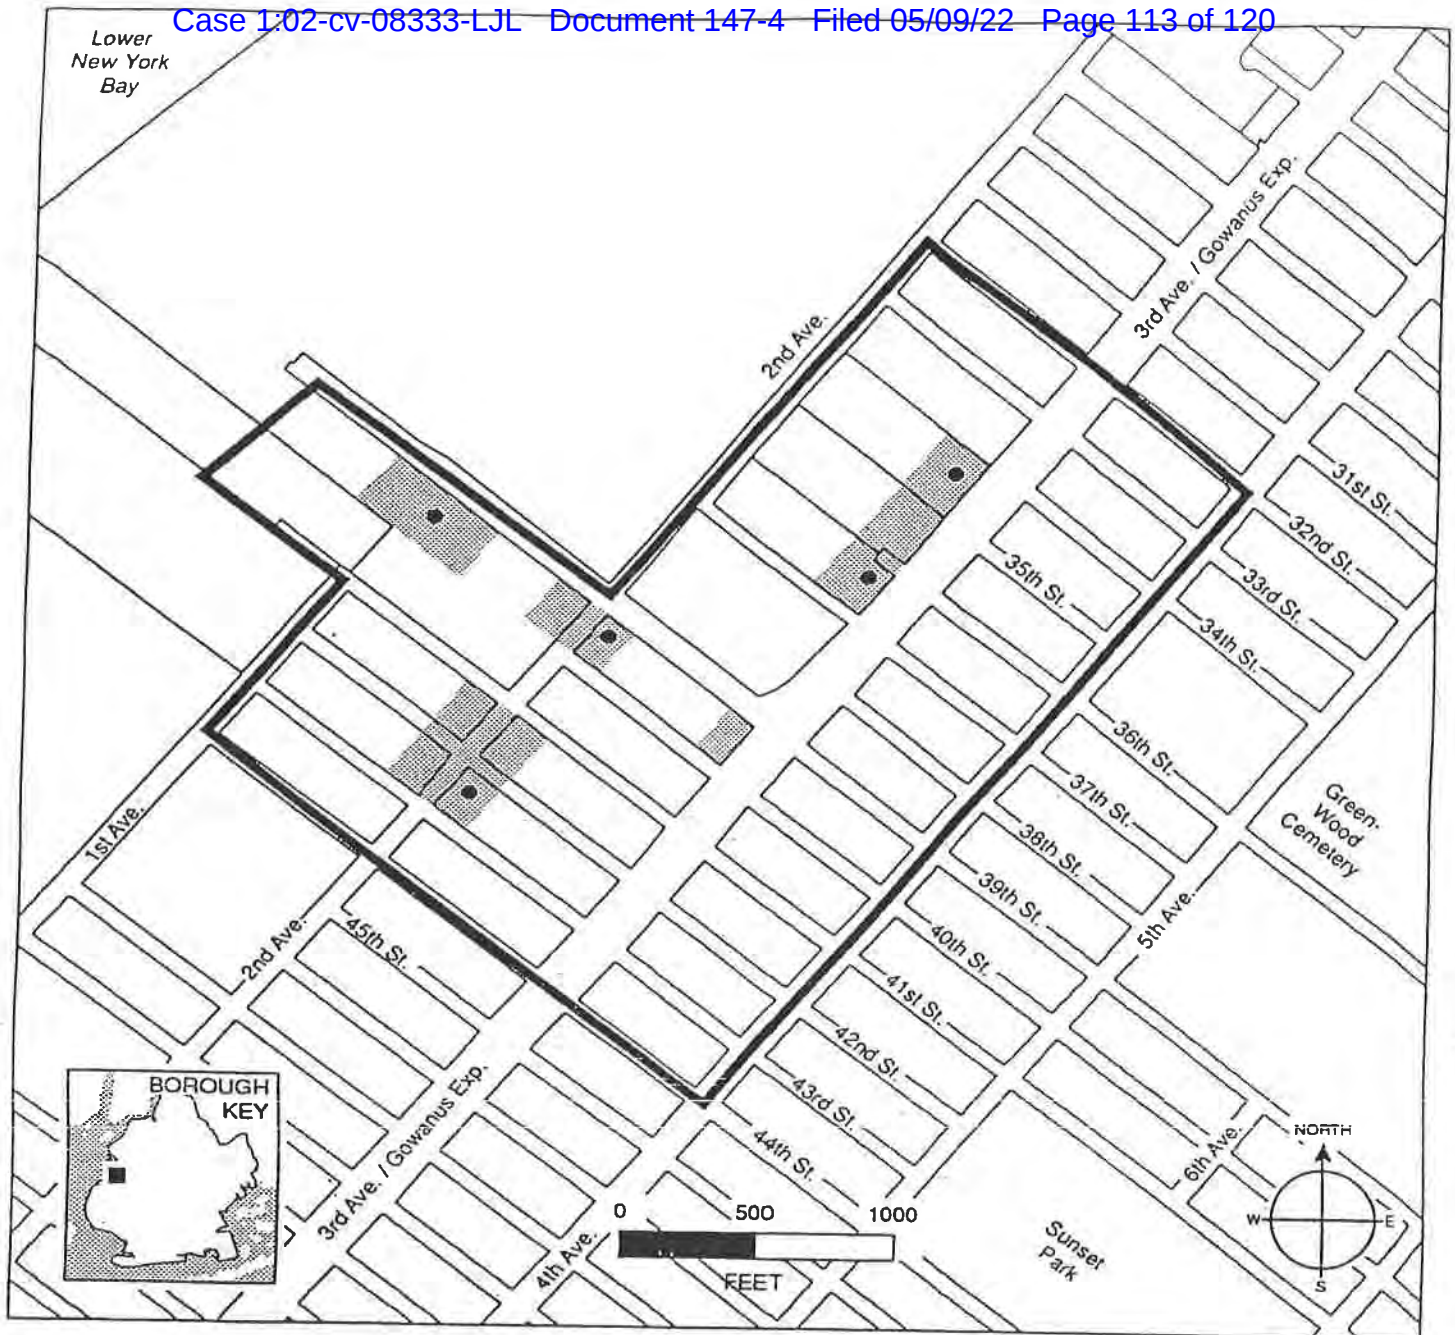 Case 1:02-cv-08333-LJL Document 147-4 Filed 05/09/22 Page 113 of 120
Lower
New York
Bay
3rd Ave. / Gowanus Exp.
2nd Ave.
31st St.
32nd St.
33rd St.
34th St.
35th St.
36th St.
37th St.
38th St.
39th St.
40th St.
41st St.
42nd St.
43rd St.
44th St.
45th St.
1st Ave.
2nd Ave.
3rd Ave. / Gowanus Exp.
4th Ave.
5th Ave.
6th Ave.
Green-
Wood
Cemetery
Sunset
Park
BOROUGH
KEY
0 500 1000
FEET
NORTH
W E
S